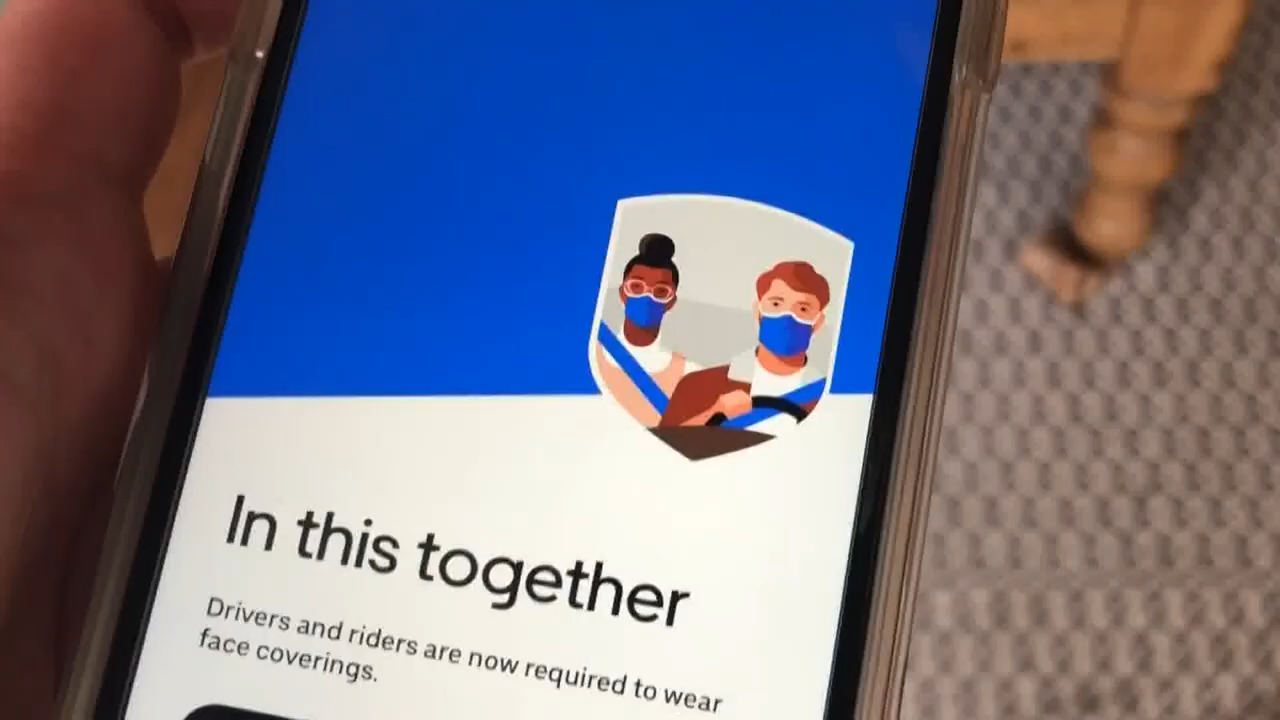 In this together
Drivers and riders are now required to wear
face coverings.